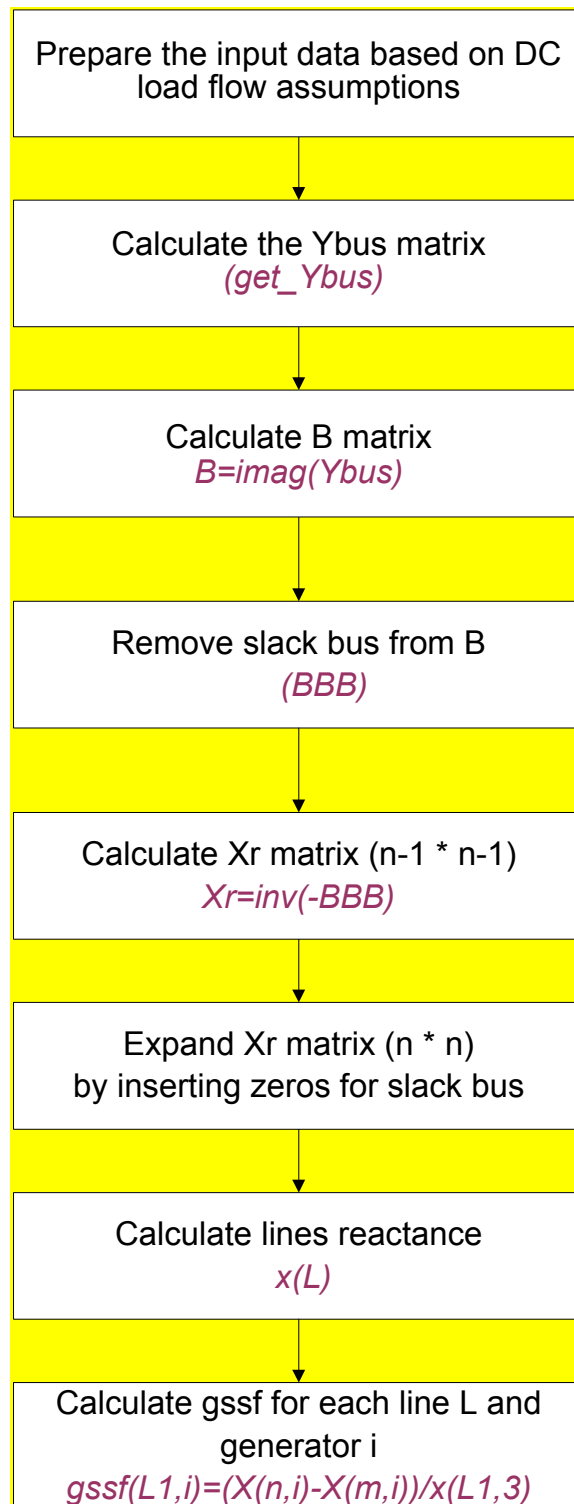 Prepare the input data based on DC
load flow assumptions
Calculate the Ybus matrix
(get_Ybus)
Calculate B matrix
B=imag(Ybus)
Remove slack bus from B
(BBB)
Calculate Xr matrix (n-1 * n-1)
Xr=inv(-BBB)
Expand Xr matrix (n * n)
by inserting zeros for slack bus
Calculate lines reactance
x(L)
Calculate gssf for each line L and
generator i
gssf(L1,i)=(X(n,i)-X(m,i))/x(L1,3)